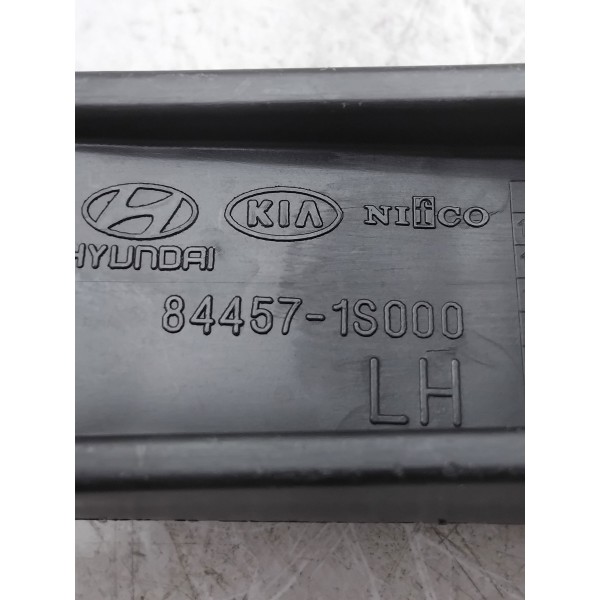 HYUNDAI
KIA NIfCO
84457-1S000
LH